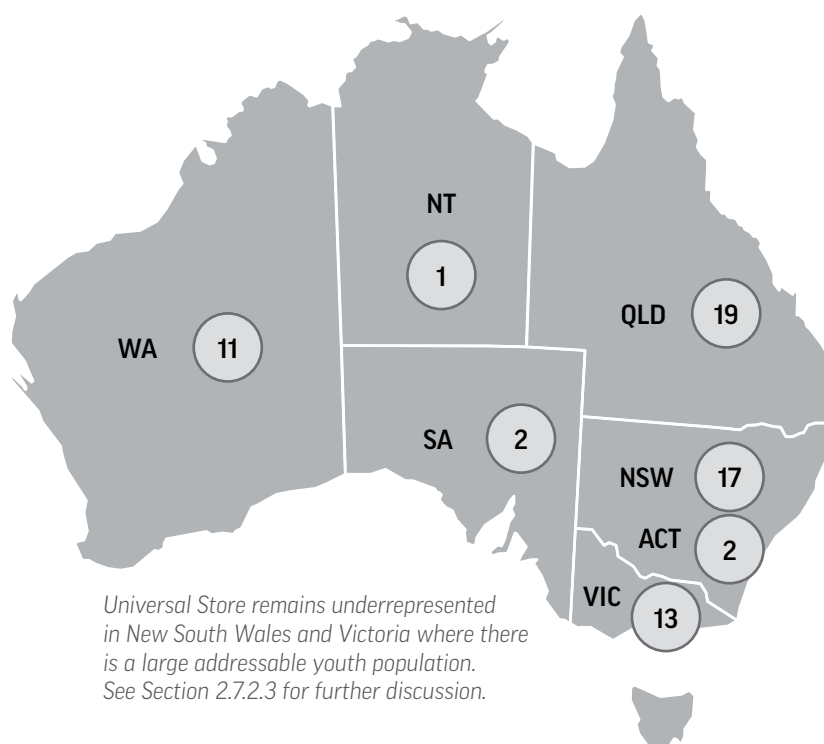 NT
1
QLD 19
WA 11
SA 2
NSW 17
ACT 2
VIC 13
Universal Store remains underrepresented
in New South Wales and Victoria where there
is a large addressable youth population.
See Section 2.7.2.3 for further discussion.